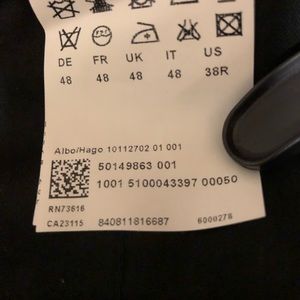 DE FR UK IT US
48 48 48 48 38R
Albo/Hago 10112702 01 001
50149863 001
1001 5100043397 00050
RN73616
CA23115 840811816687 6000276